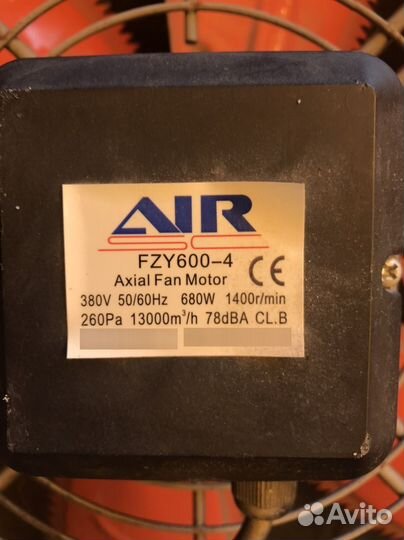 AIR
FZY600-4
Axial Fan Motor CE
380V 50/60Hz 680W 1400r/min
260Pa 13000m³/h 78dBA CL.B
Avito